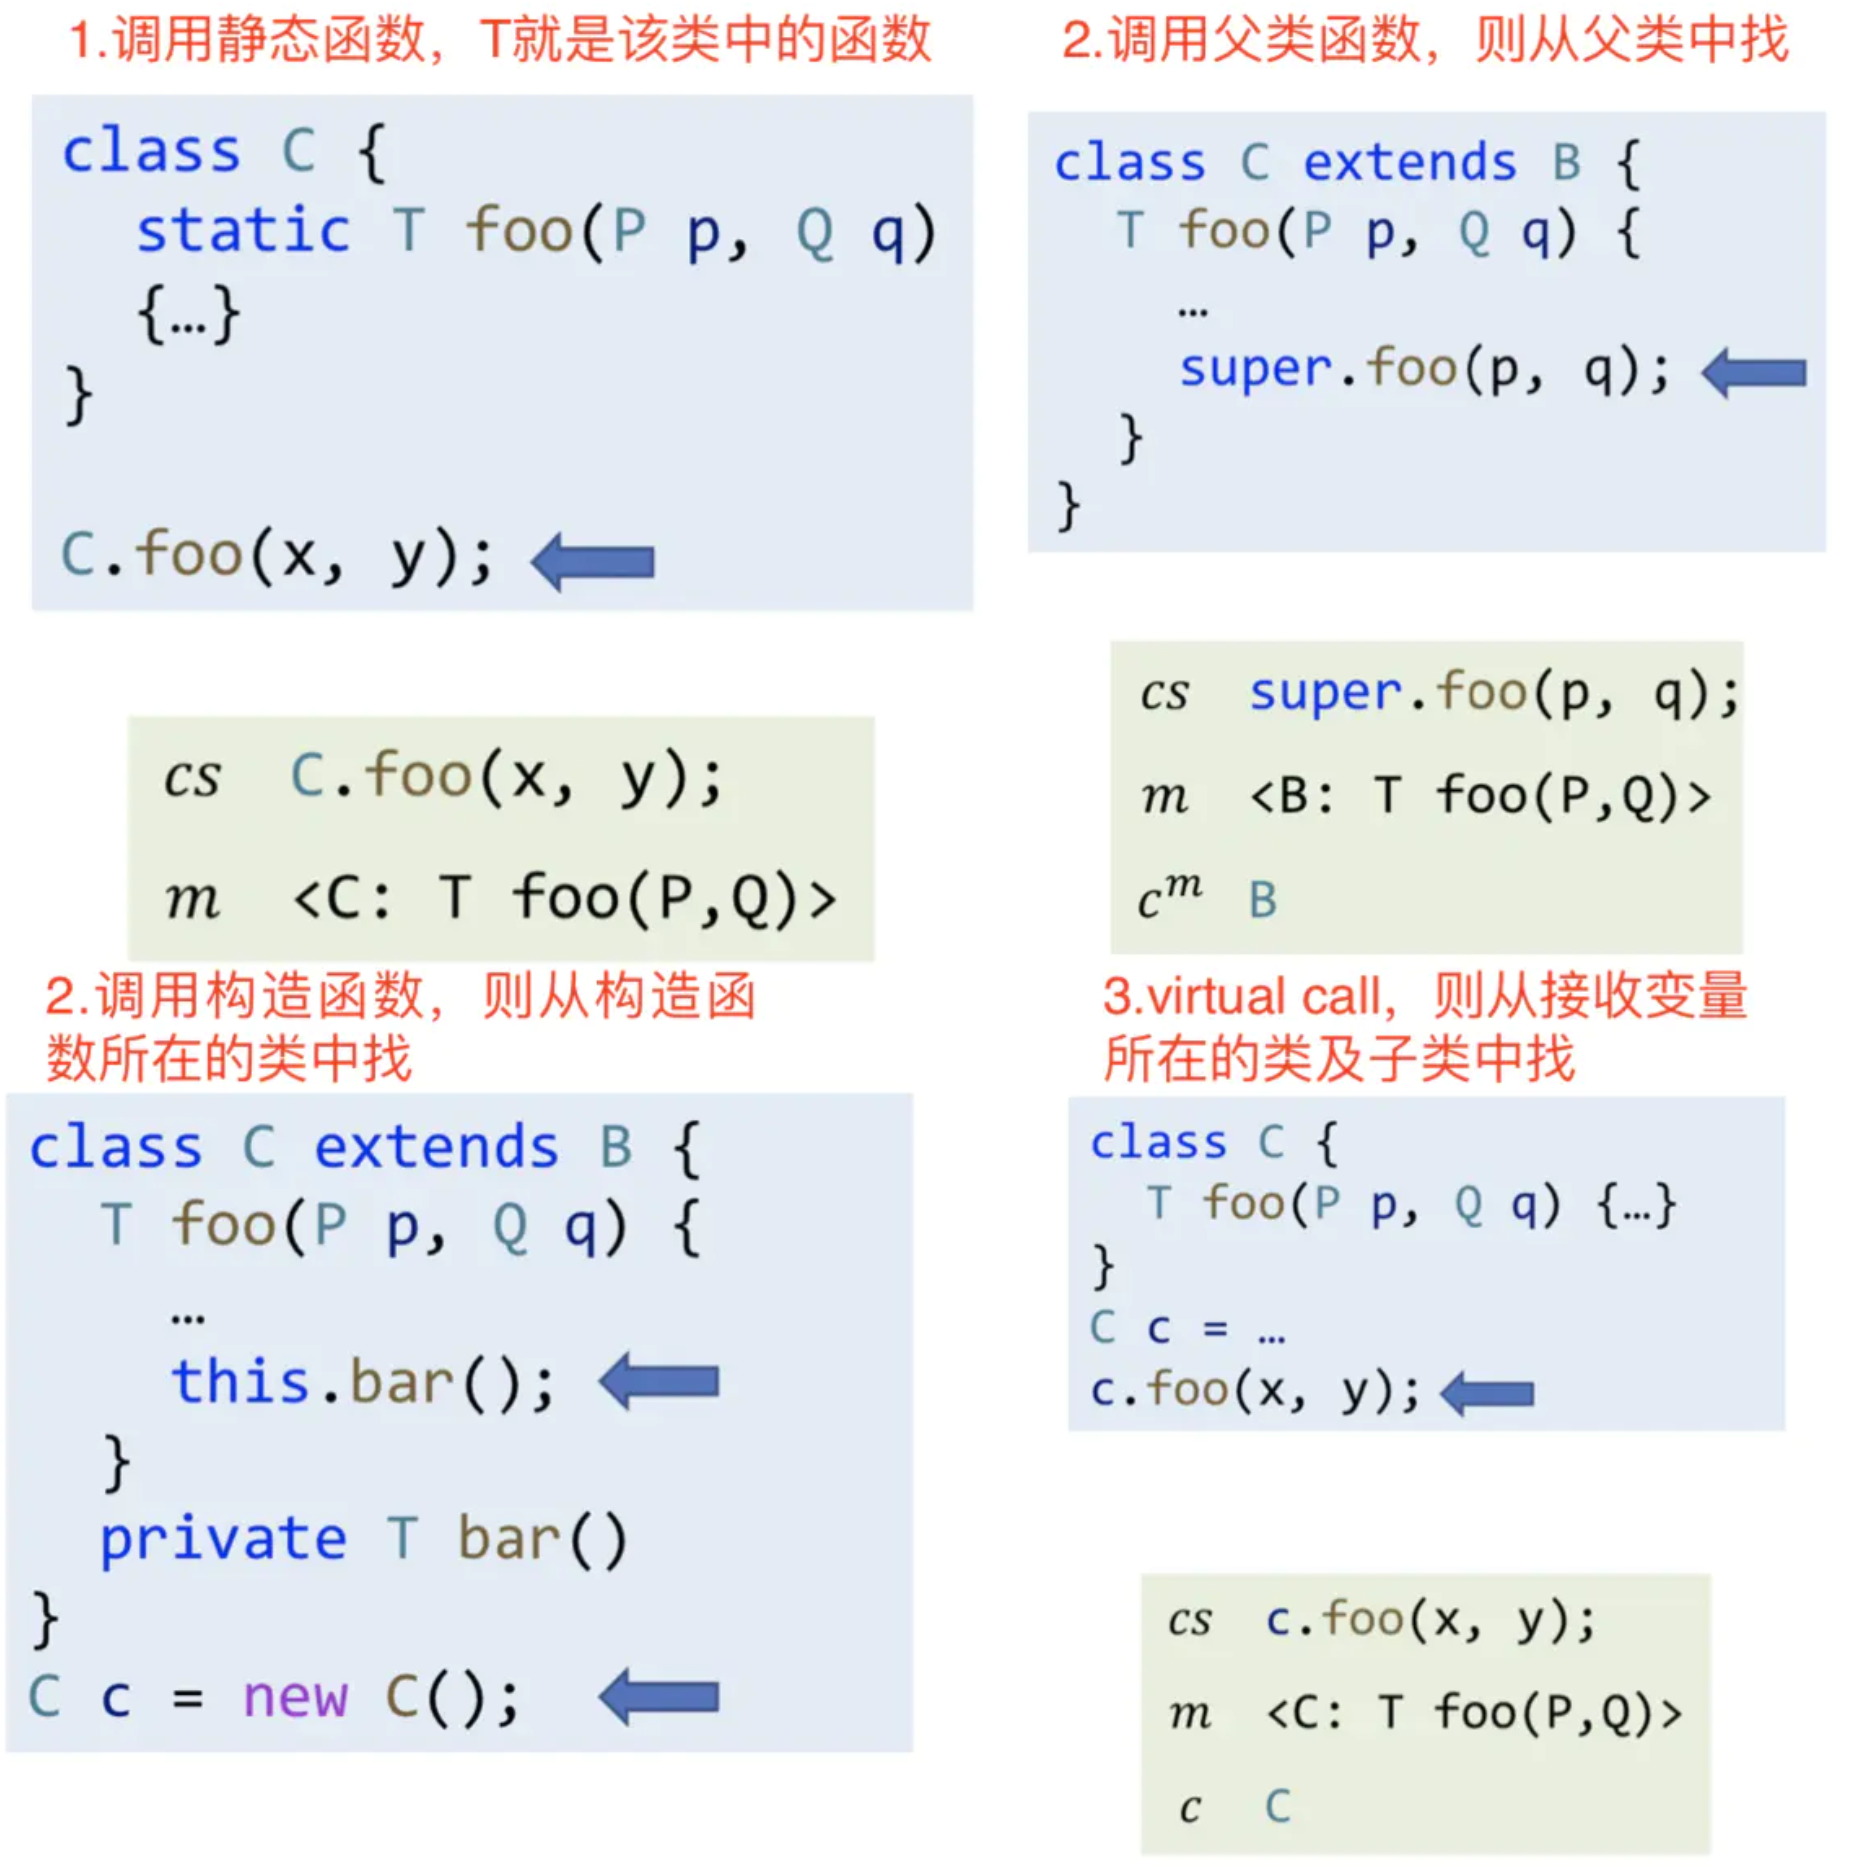 1.调用静态函数，T就是该类中的函数
class C {
static T foo(P p, Q q)
{…}
}
C.foo(x, y);
cs C.foo(x, y);
m <C: T foo(P,Q)>
2.调用父类函数，则从父类中找
class C extends B {
T foo(P p, Q q) {
…
super.foo(p, q);
}
}
cs super.foo(p, q);
m <B: T foo(P,Q)>
c^m B
2.调用构造函数，则从构造函
数所在的类中找
class C extends B {
T foo(P p, Q q) {
…
this.bar();
}
private T bar()
}
C c = new C();
3.virtual call，则从接收变量
所在的类及子类中找
class C {
T foo(P p, Q q) {…}
}
C c = …
c.foo(x, y);
cs c.foo(x, y);
m <C: T foo(P,Q)>
c C